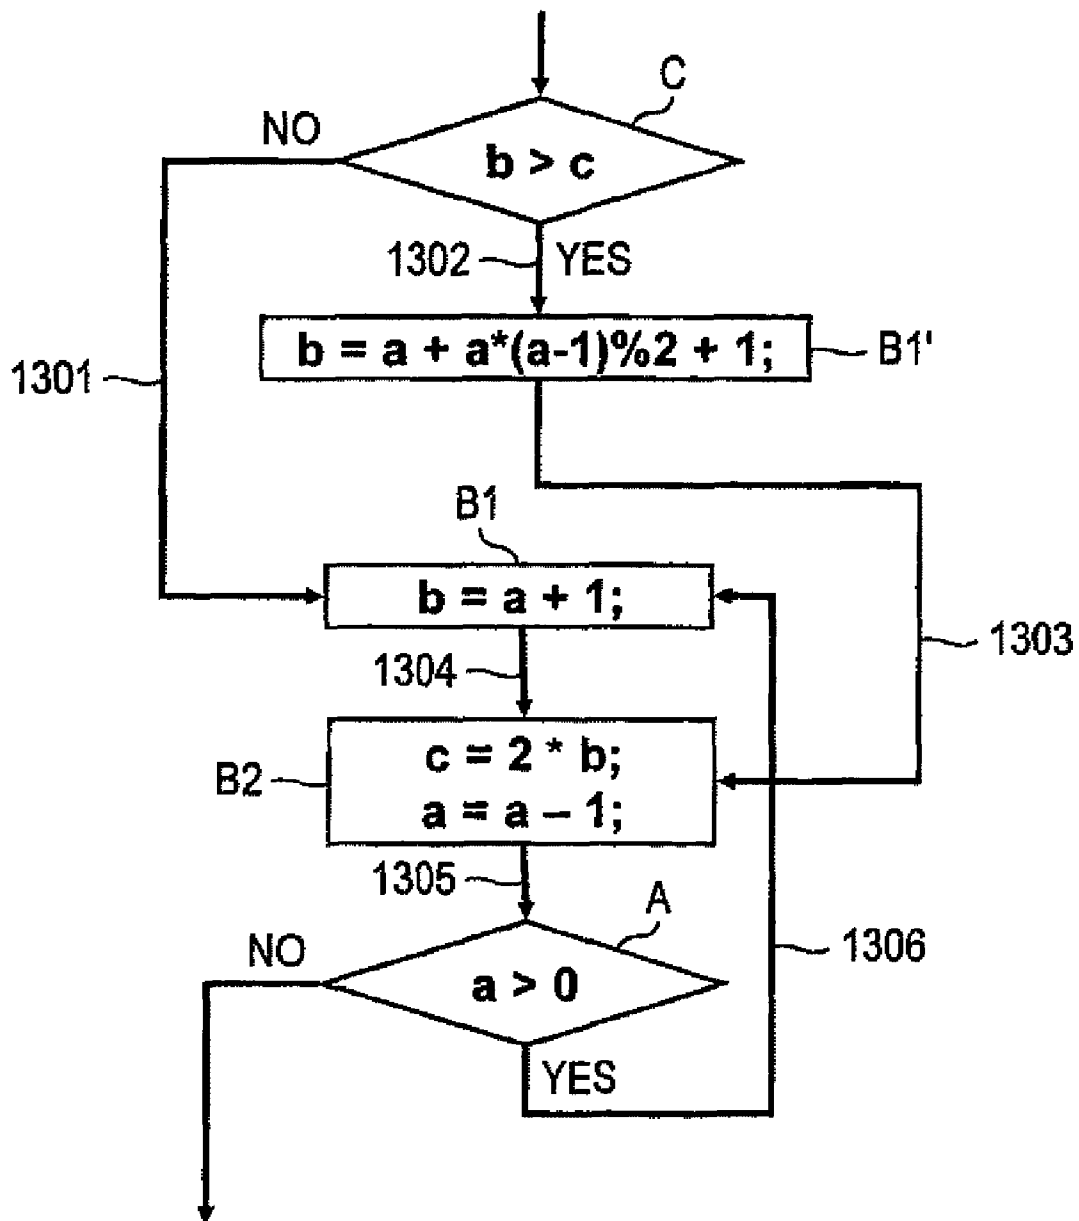 C
NO
b > c
1302
YES
b = a + a*(a-1)%2 + 1;
B1'
1301
B1
b = a + 1;
1303
1304
c = 2 * b;
B2
a = a – 1;
1305
A
NO
1306
a > 0
YES